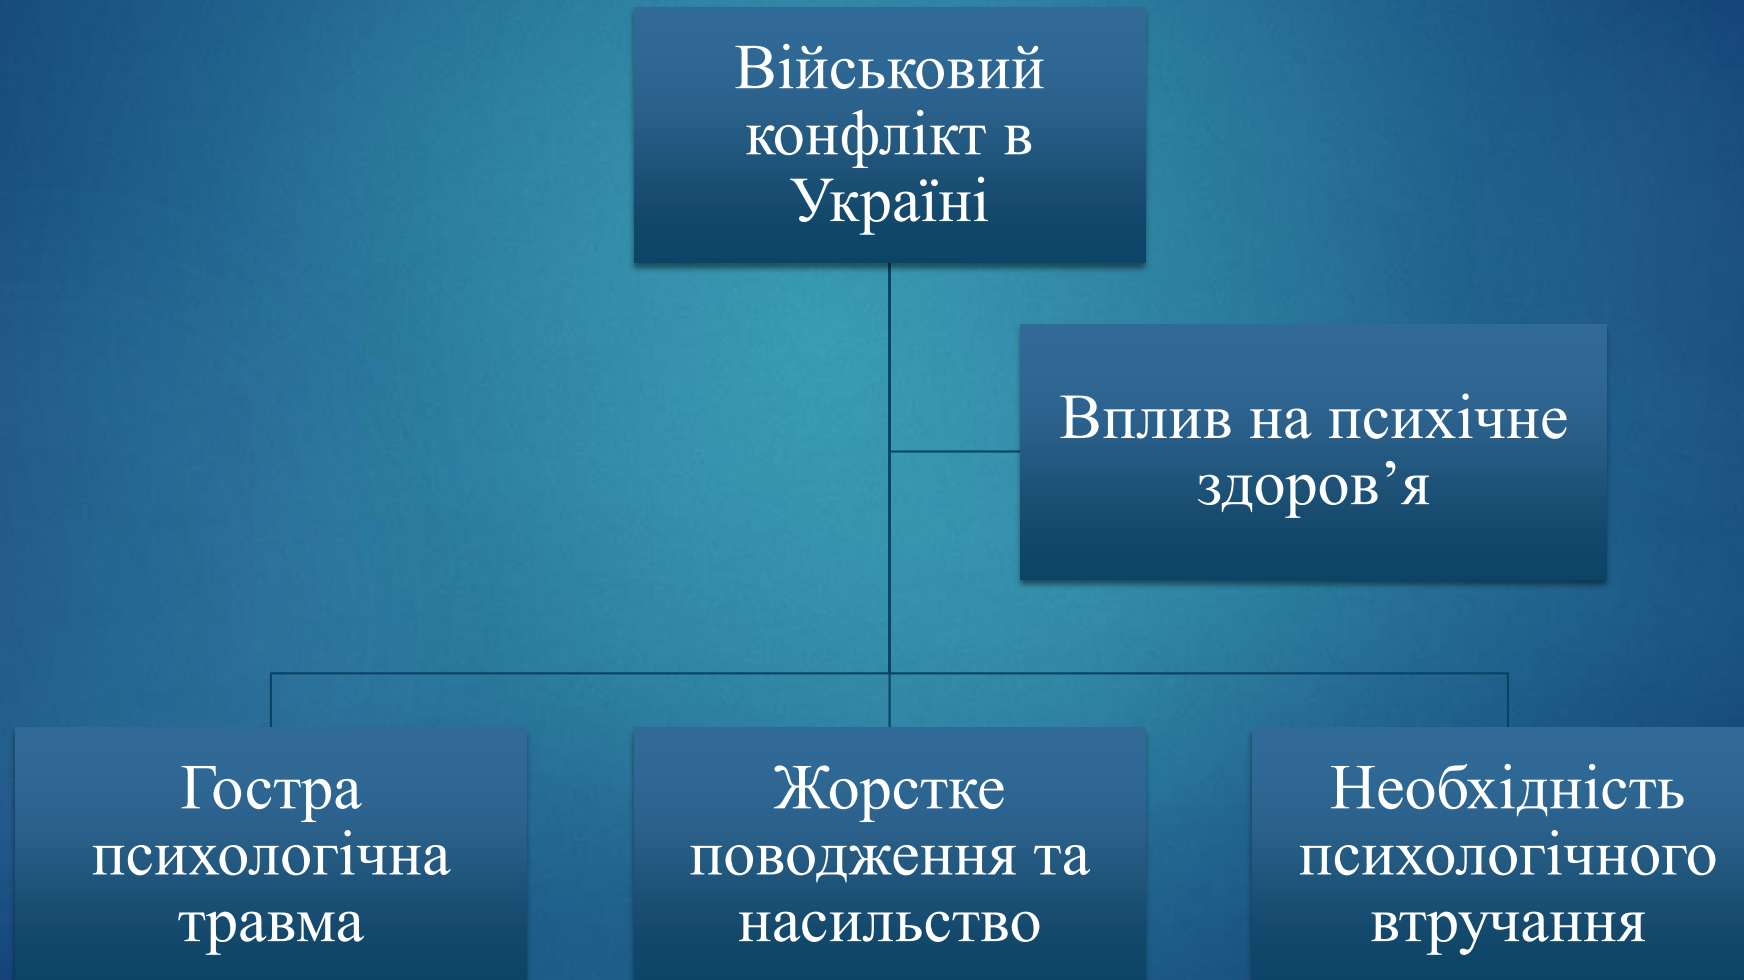 Військовий
конфлікт в
Україні
Вплив на психічне
здоров’я
Гостра
психологічна
травма
Жорстке
поводження та
насильство
Необхідність
психологічного
втручання